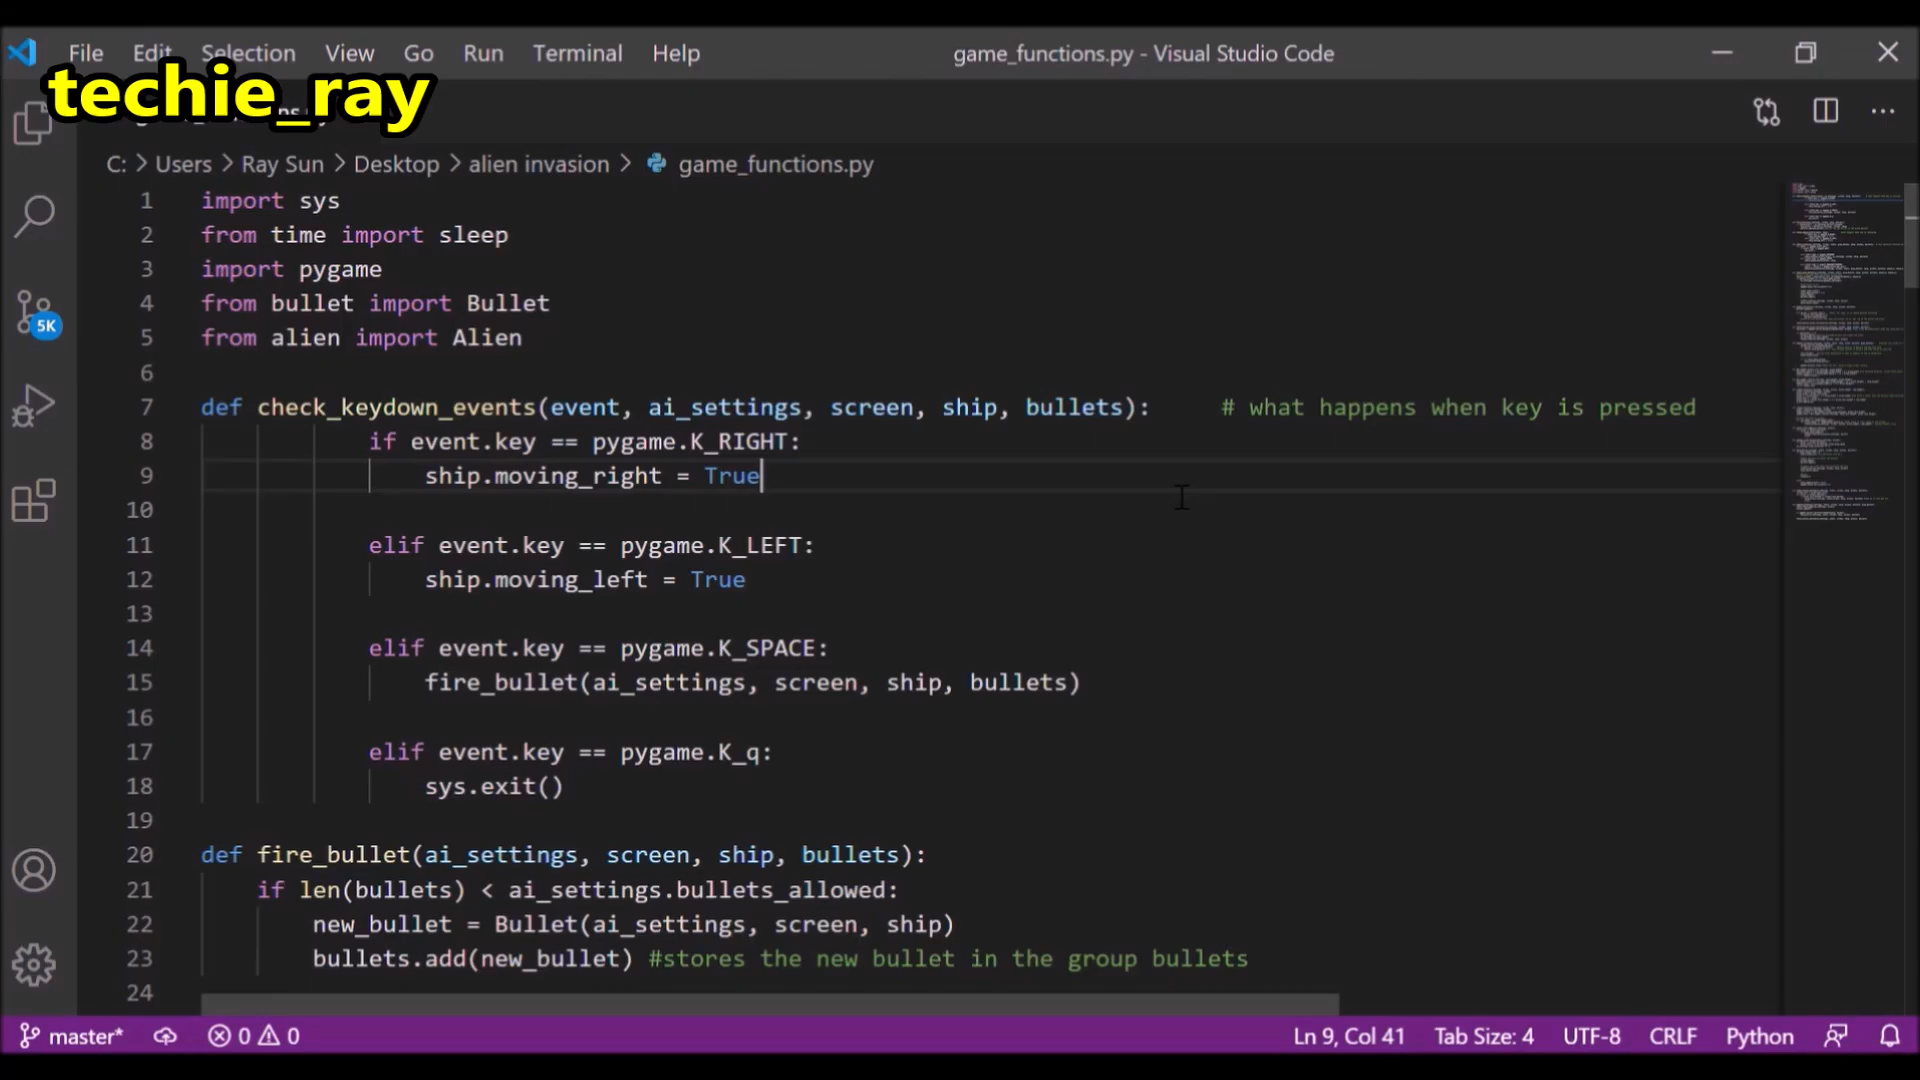 File Edit Selection View Go Run Terminal Help game_functions.py - Visual Studio Code
techie_ray
C: > Users > Ray Sun > Desktop > alien invasion > game_functions.py
1 import sys
2 from time import sleep
3 import pygame
4 from bullet import Bullet
5 from alien import Alien
6
7 def check_keydown_events(event, ai_settings, screen, ship, bullets): # what happens when key is pressed
8 if event.key == pygame.K_RIGHT:
9 ship.moving_right = True
10
11 elif event.key == pygame.K_LEFT:
12 ship.moving_left = True
13
14 elif event.key == pygame.K_SPACE:
15 fire_bullet(ai_settings, screen, ship, bullets)
16
17 elif event.key == pygame.K_q:
18 sys.exit()
19
20 def fire_bullet(ai_settings, screen, ship, bullets):
21 if len(bullets) < ai_settings.bullets_allowed:
22 new_bullet = Bullet(ai_settings, screen, ship)
23 bullets.add(new_bullet) #stores the new bullet in the group bullets
24
5K
master* 0 0 Ln 9, Col 41 Tab Size: 4 UTF-8 CRLF Python